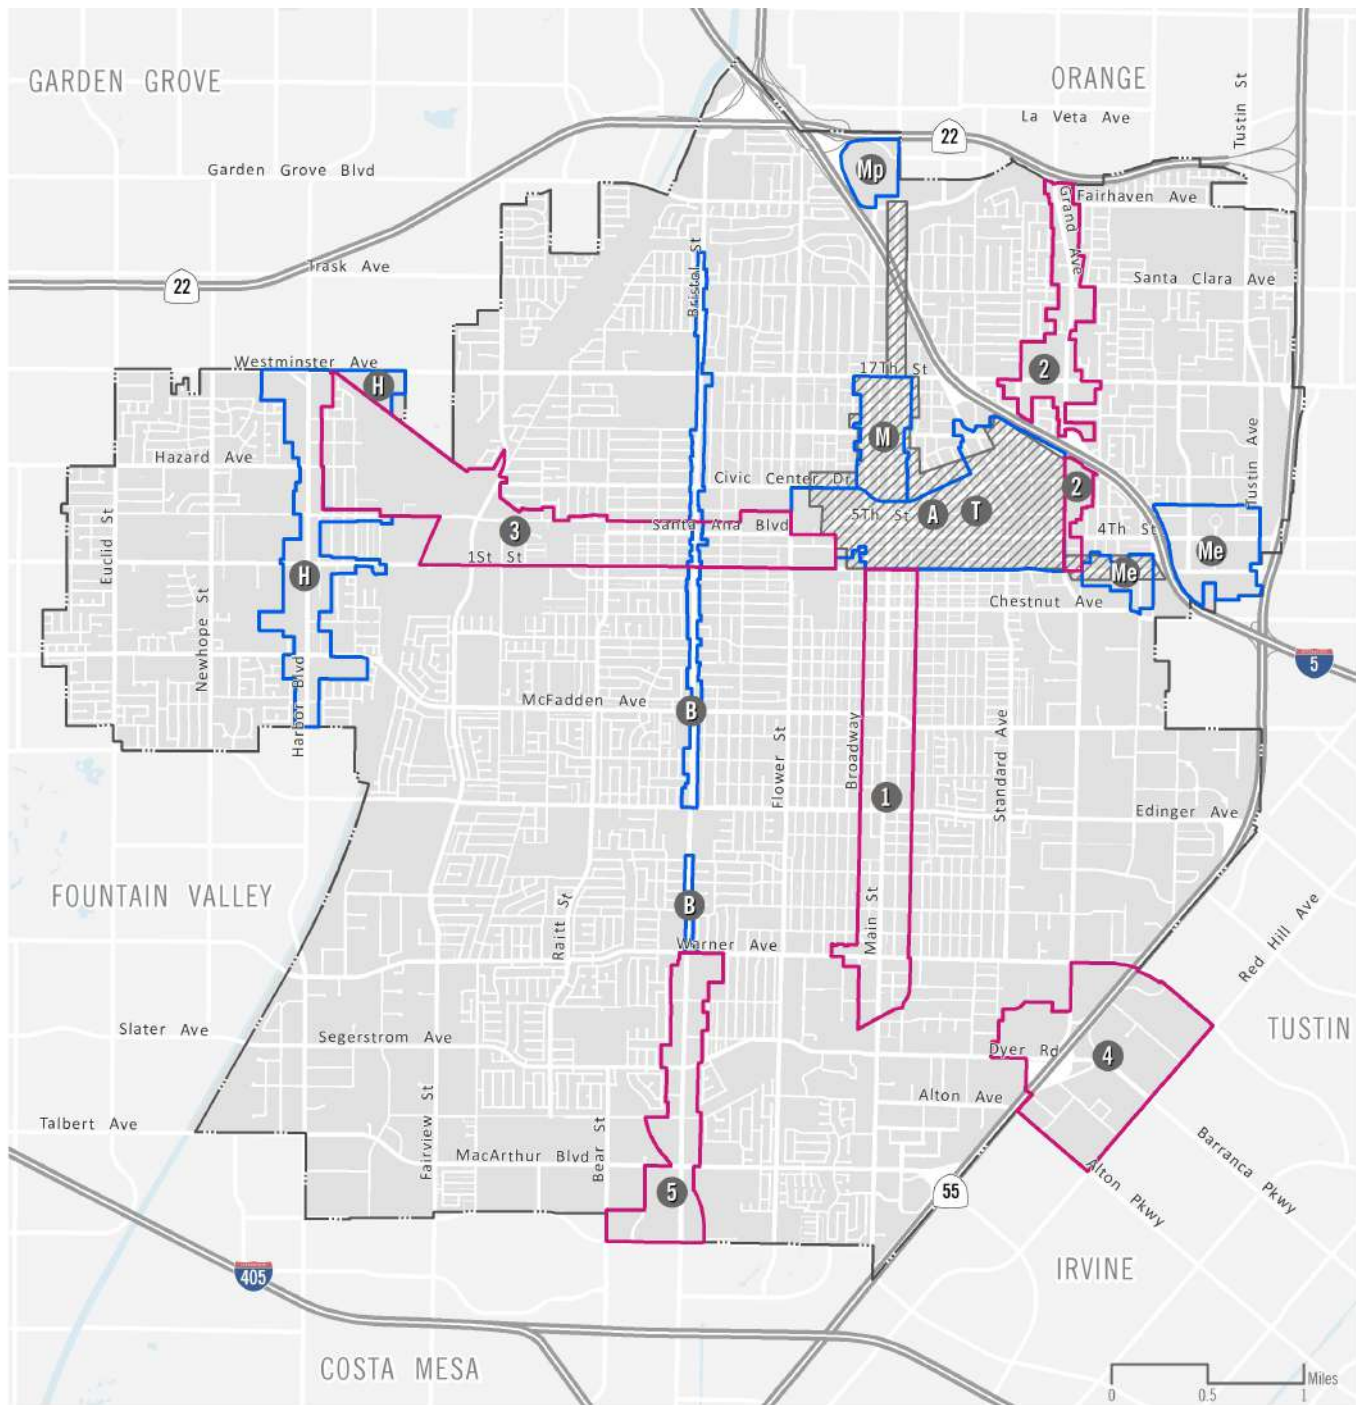 GARDEN GROVE
ORANGE
La Veta Ave
Tustin St
22
Garden Grove Blvd
Mp
Fairhaven Ave
Grand Ave
Bristol St
Trask Ave
22
Santa Clara Ave
Westminster Ave
H
17Th St
2
M
Hazard Ave
Civic Center Dr
2
Tustin Ave
Euclid St
3
Santa Ana Blvd
5Th St
A
T
4Th St
1St St
H
Me
Me
Chestnut Ave
Newhope St
5
Harbor Blvd
McFadden Ave
B
Flower St
Broadway
Standard Ave
1
Edinger Ave
FOUNTAIN VALLEY
B
Raitt St
Main St
Warner Ave
Red Hill Ave
Slater Ave
Segerstrom Ave
TUSTIN
Dyer Rd
4
Alton Ave
Talbert Ave
Fairview St
Bear St
MacArthur Blvd
Barranca Pkwy
Alton Pkwy
5
55
405
IRVINE
COSTA MESA
Miles
0 0.5 1